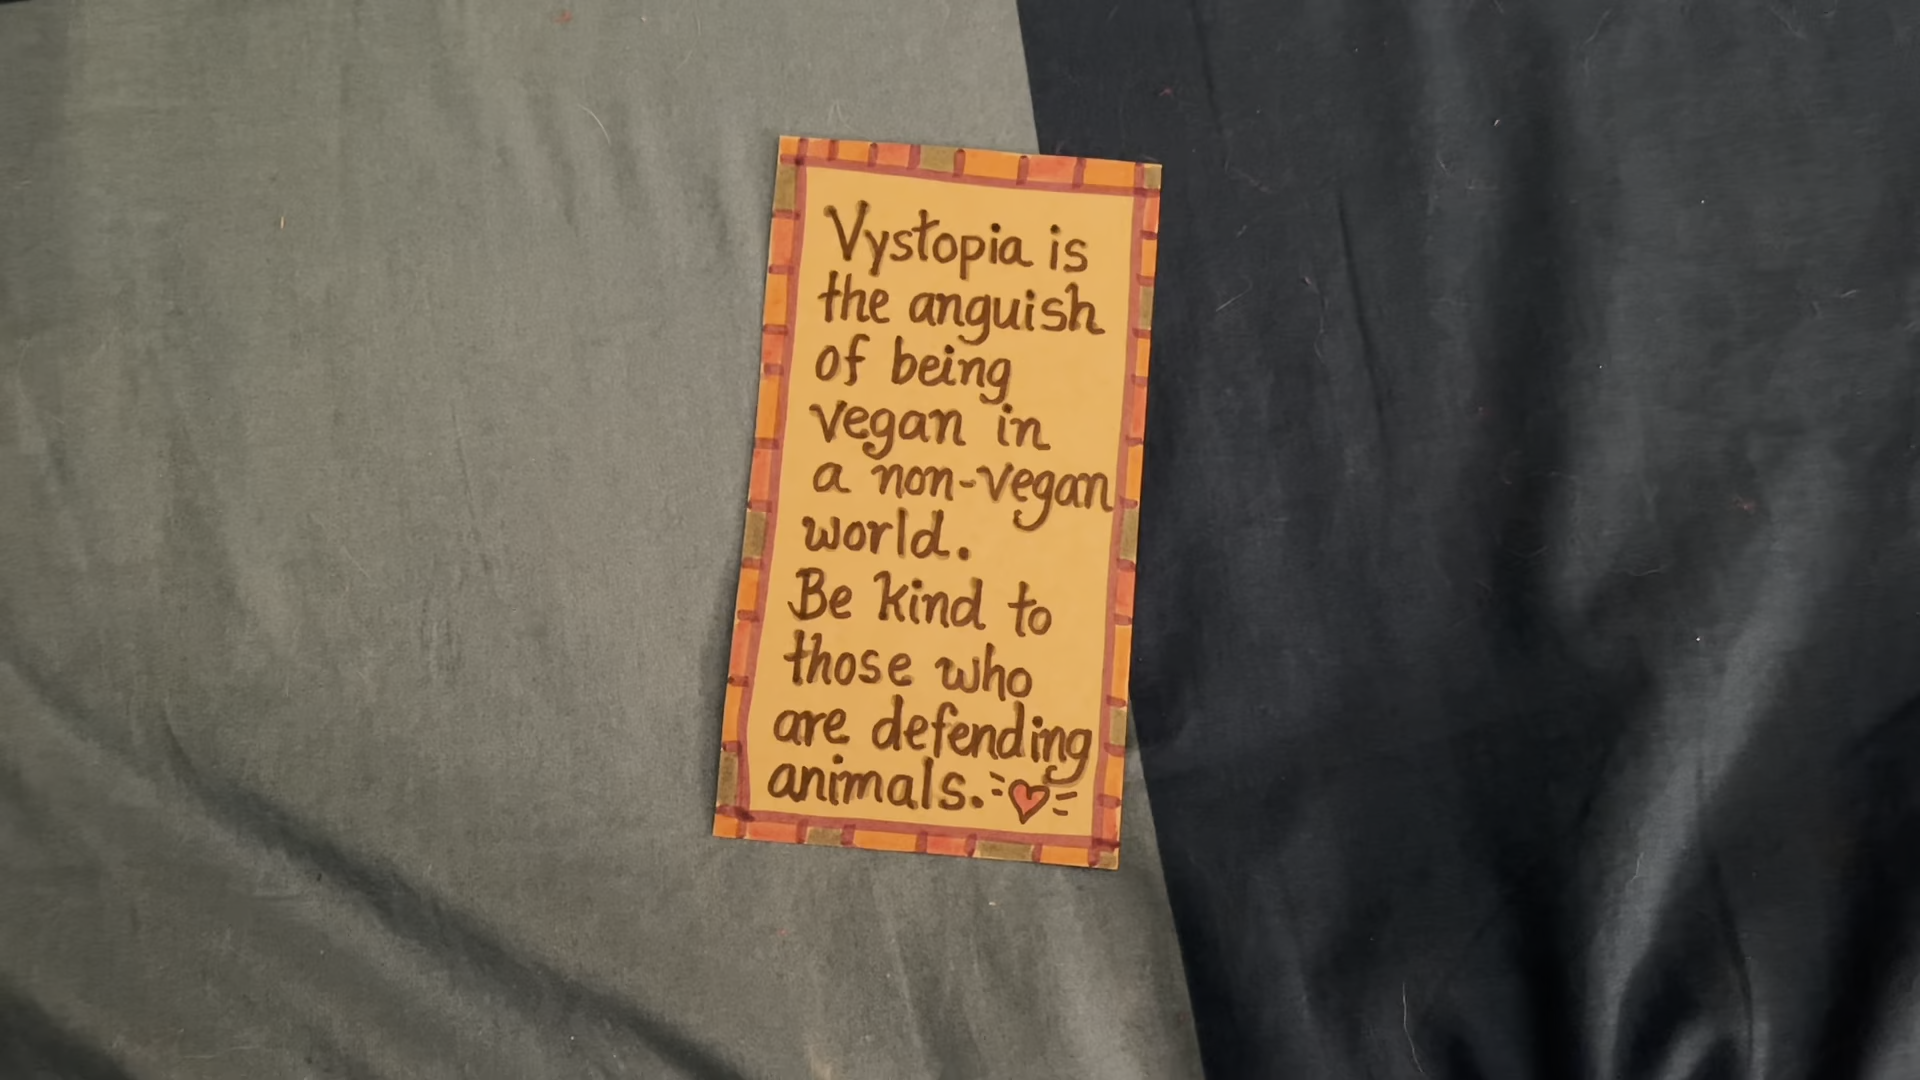 Vystopia is
the anguish
of being
vegan in
a non-vegan
world.
Be kind to
those who
are defending
animals.